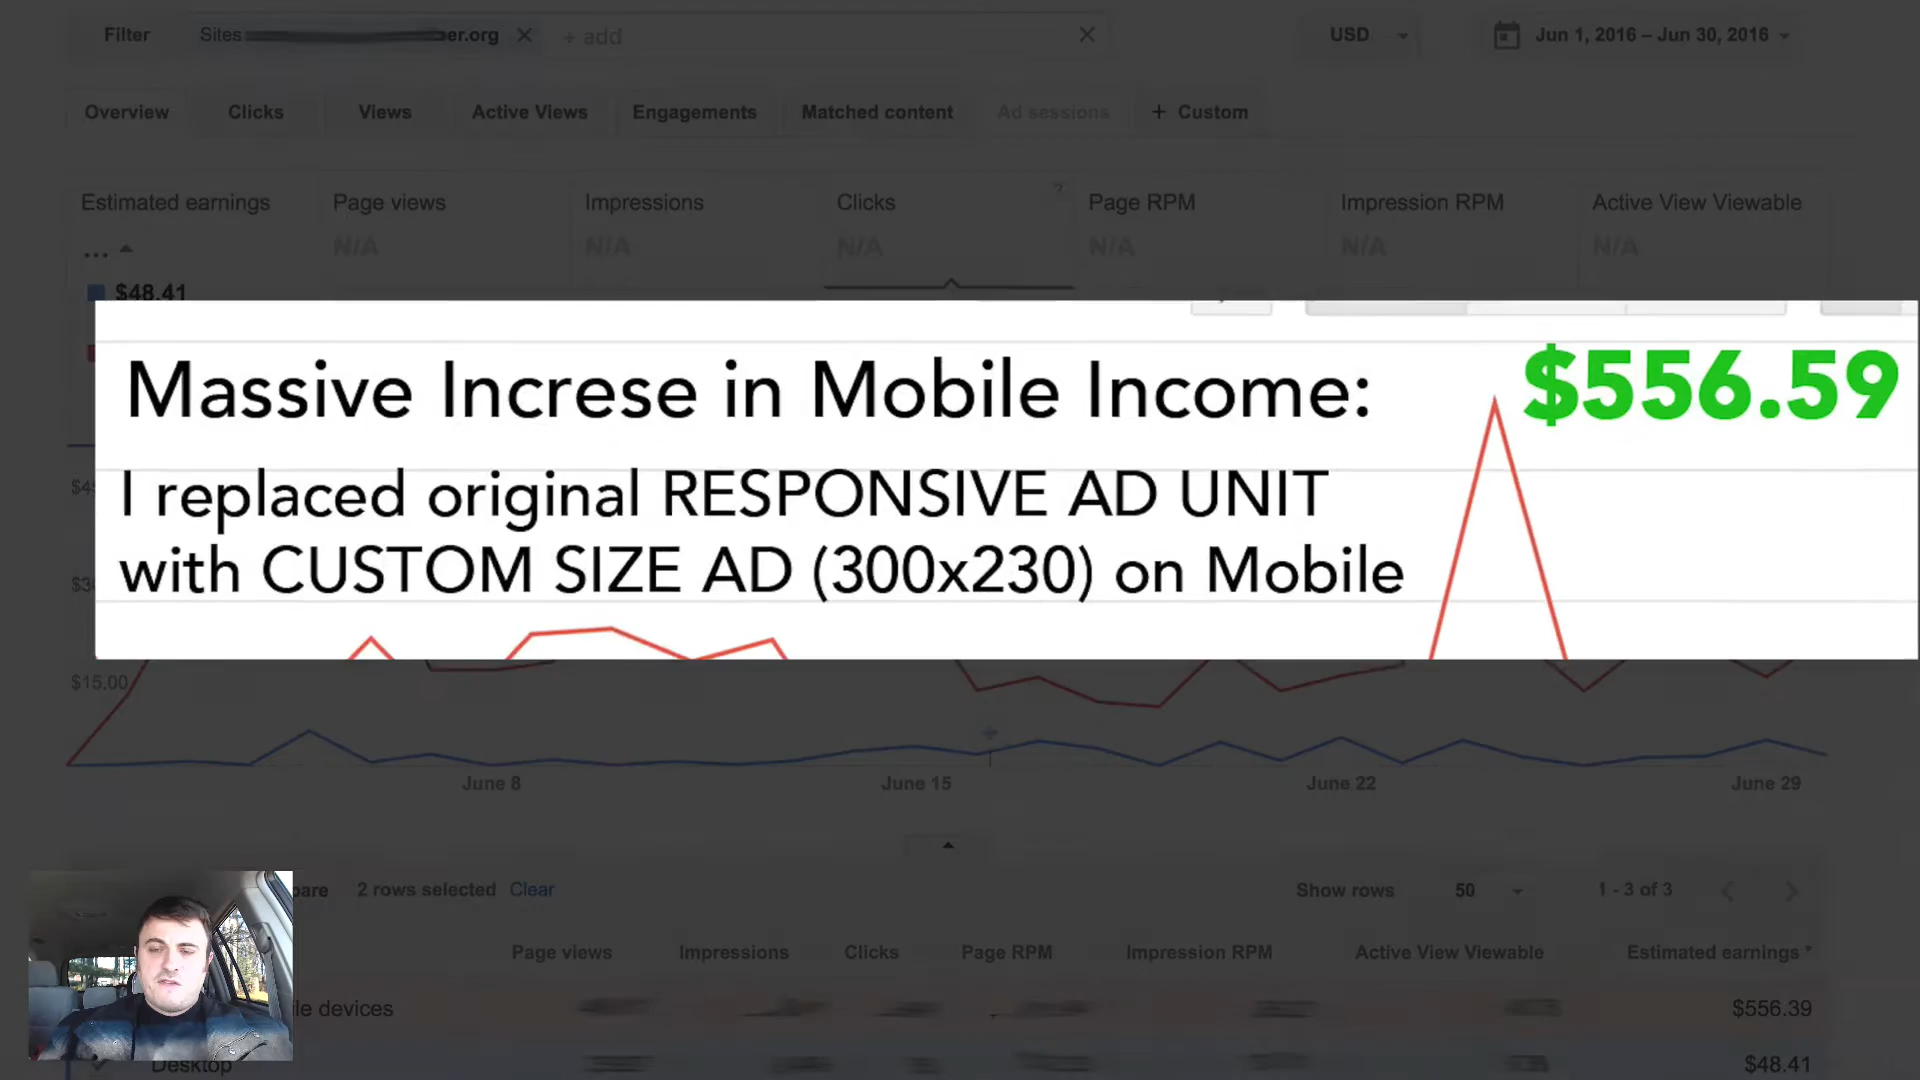 Filter Sites er.org + add USD Jun 1, 2016 – Jun 30, 2016
Overview Clicks Views Active Views Engagements Matched content Ad sessions + Custom
Estimated earnings Page views Impressions Clicks ? Page RPM Impression RPM Active View Viewable
... N/A N/A N/A N/A N/A N/A
$48.41
Massive Increse in Mobile Income: $556.59
I replaced original RESPONSIVE AD UNIT
with CUSTOM SIZE AD (300x230) on Mobile
$15.00
June 8 June 15 June 22 June 29
pare 2 rows selected Clear Show rows 50 1 - 3 of 3
Page views Impressions Clicks Page RPM Impression RPM Active View Viewable Estimated earnings
ile devices $556.39
Desktop $48.41